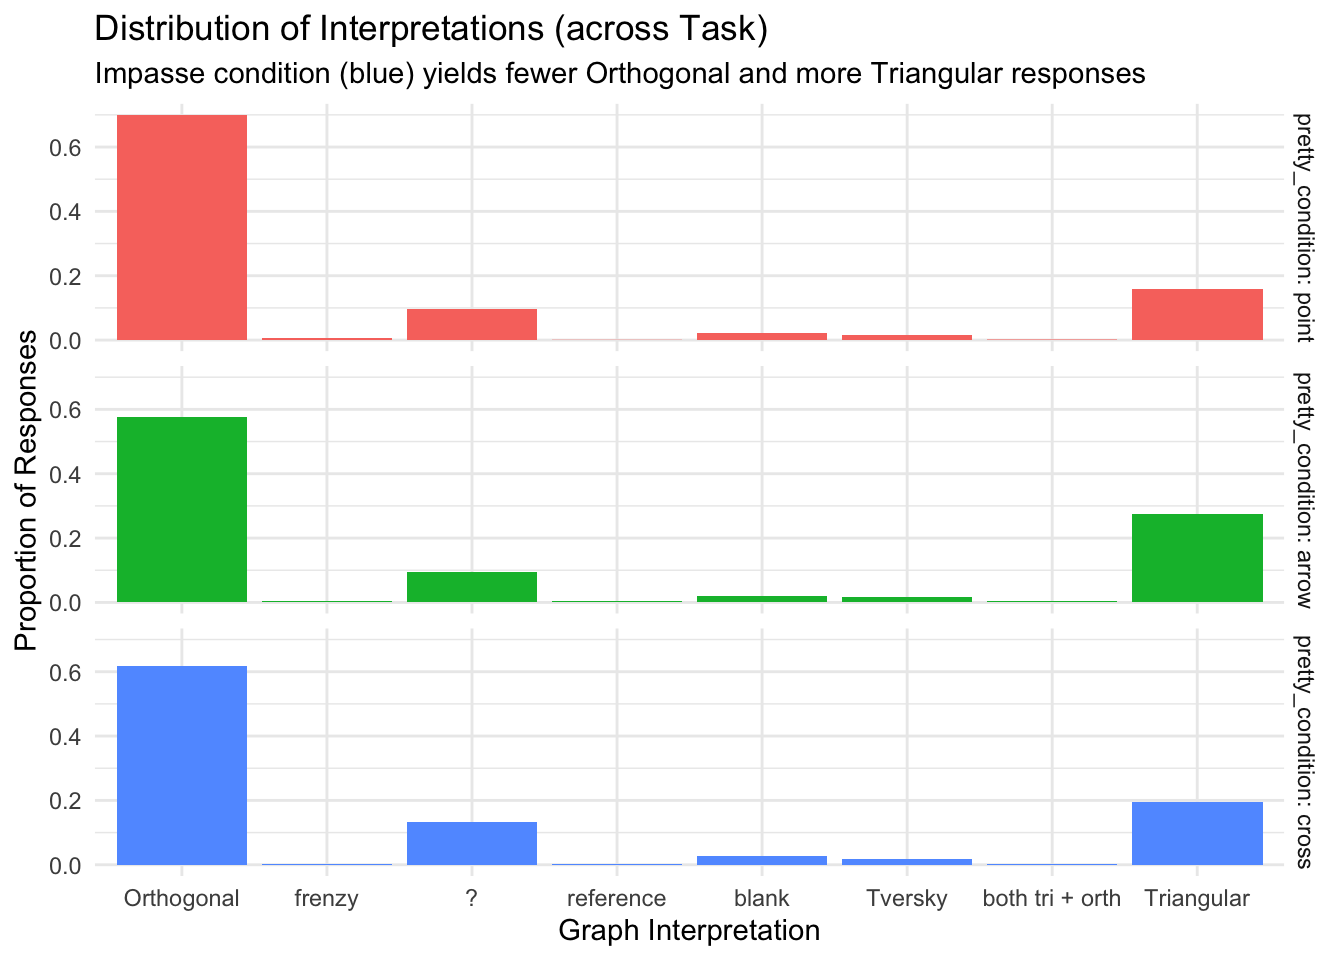 Distribution of Interpretations (across Task)
Impasse condition (blue) yields fewer Orthogonal and more Triangular responses
Proportion of Responses
0.6
0.4
0.2
0.0
pretty_condition: point
0.6
0.4
0.2
0.0
pretty_condition: arrow
0.6
0.4
0.2
0.0
pretty_condition: cross
Orthogonal frenzy ? reference blank Tversky both tri + orth Triangular
Graph Interpretation